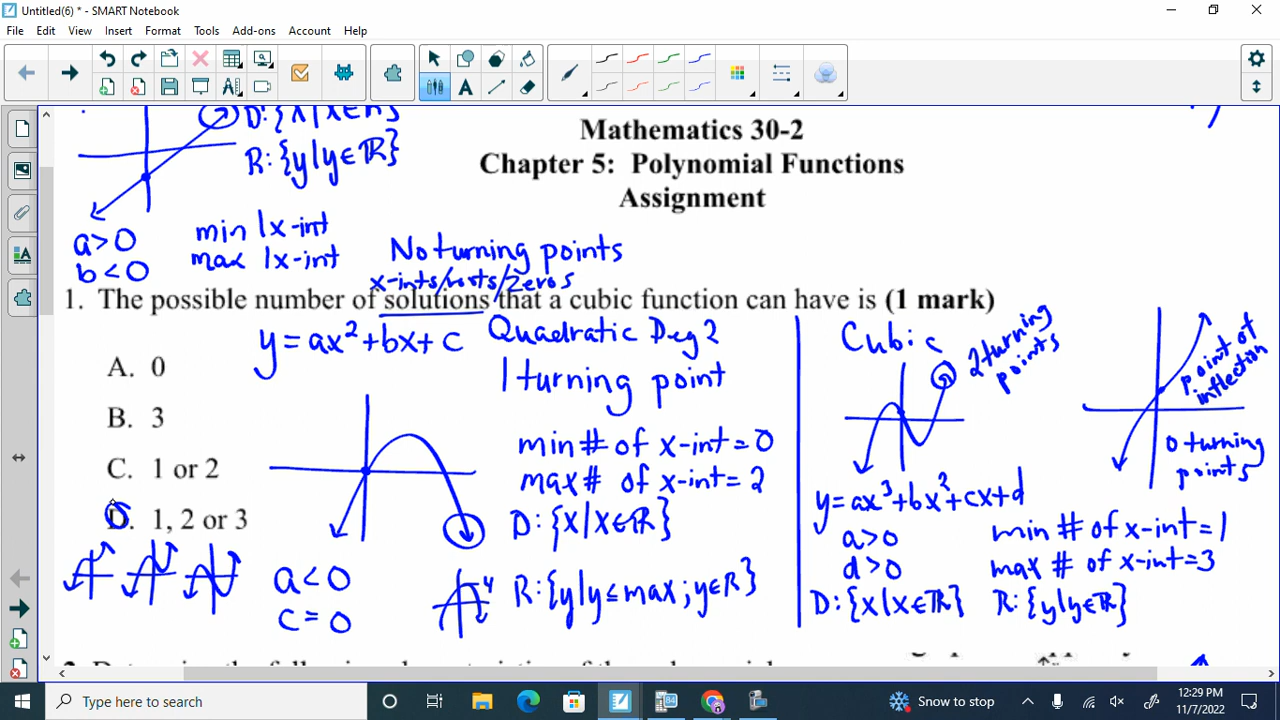 Untitled(6) * - SMART Notebook
File Edit View Insert Format Tools Add-ons Account Help
D: {x|x∈ℝ}
R: {y|y∈ℝ}
a>0
b<0
min 1x-int
max 1x-int
No turning points
Mathematics 30-2
Chapter 5: Polynomial Functions
Assignment
x-ints/roots/zeros
1. The possible number of solutions that a cubic function can have is (1 mark)
A. 0
B. 3
C. 1 or 2
D. 1, 2 or 3
y=ax²+bx+c
Quadratic Deg 2
1 turning point
min # of x-int=0
max # of x-int=2
D: {x|x∈ℝ}
R: {y|y≤max; y∈R}
a<0
c=0
Cubic
2 turning points
point of inflection
0 turning points
y=ax³+bx²+cx+d
a>0
d>0
min # of x-int=1
max # of x-int=3
D: {x|x∈ℝ}
R: {y|y∈ℝ}
Type here to search
Snow to stop
12:29 PM
11/7/2022